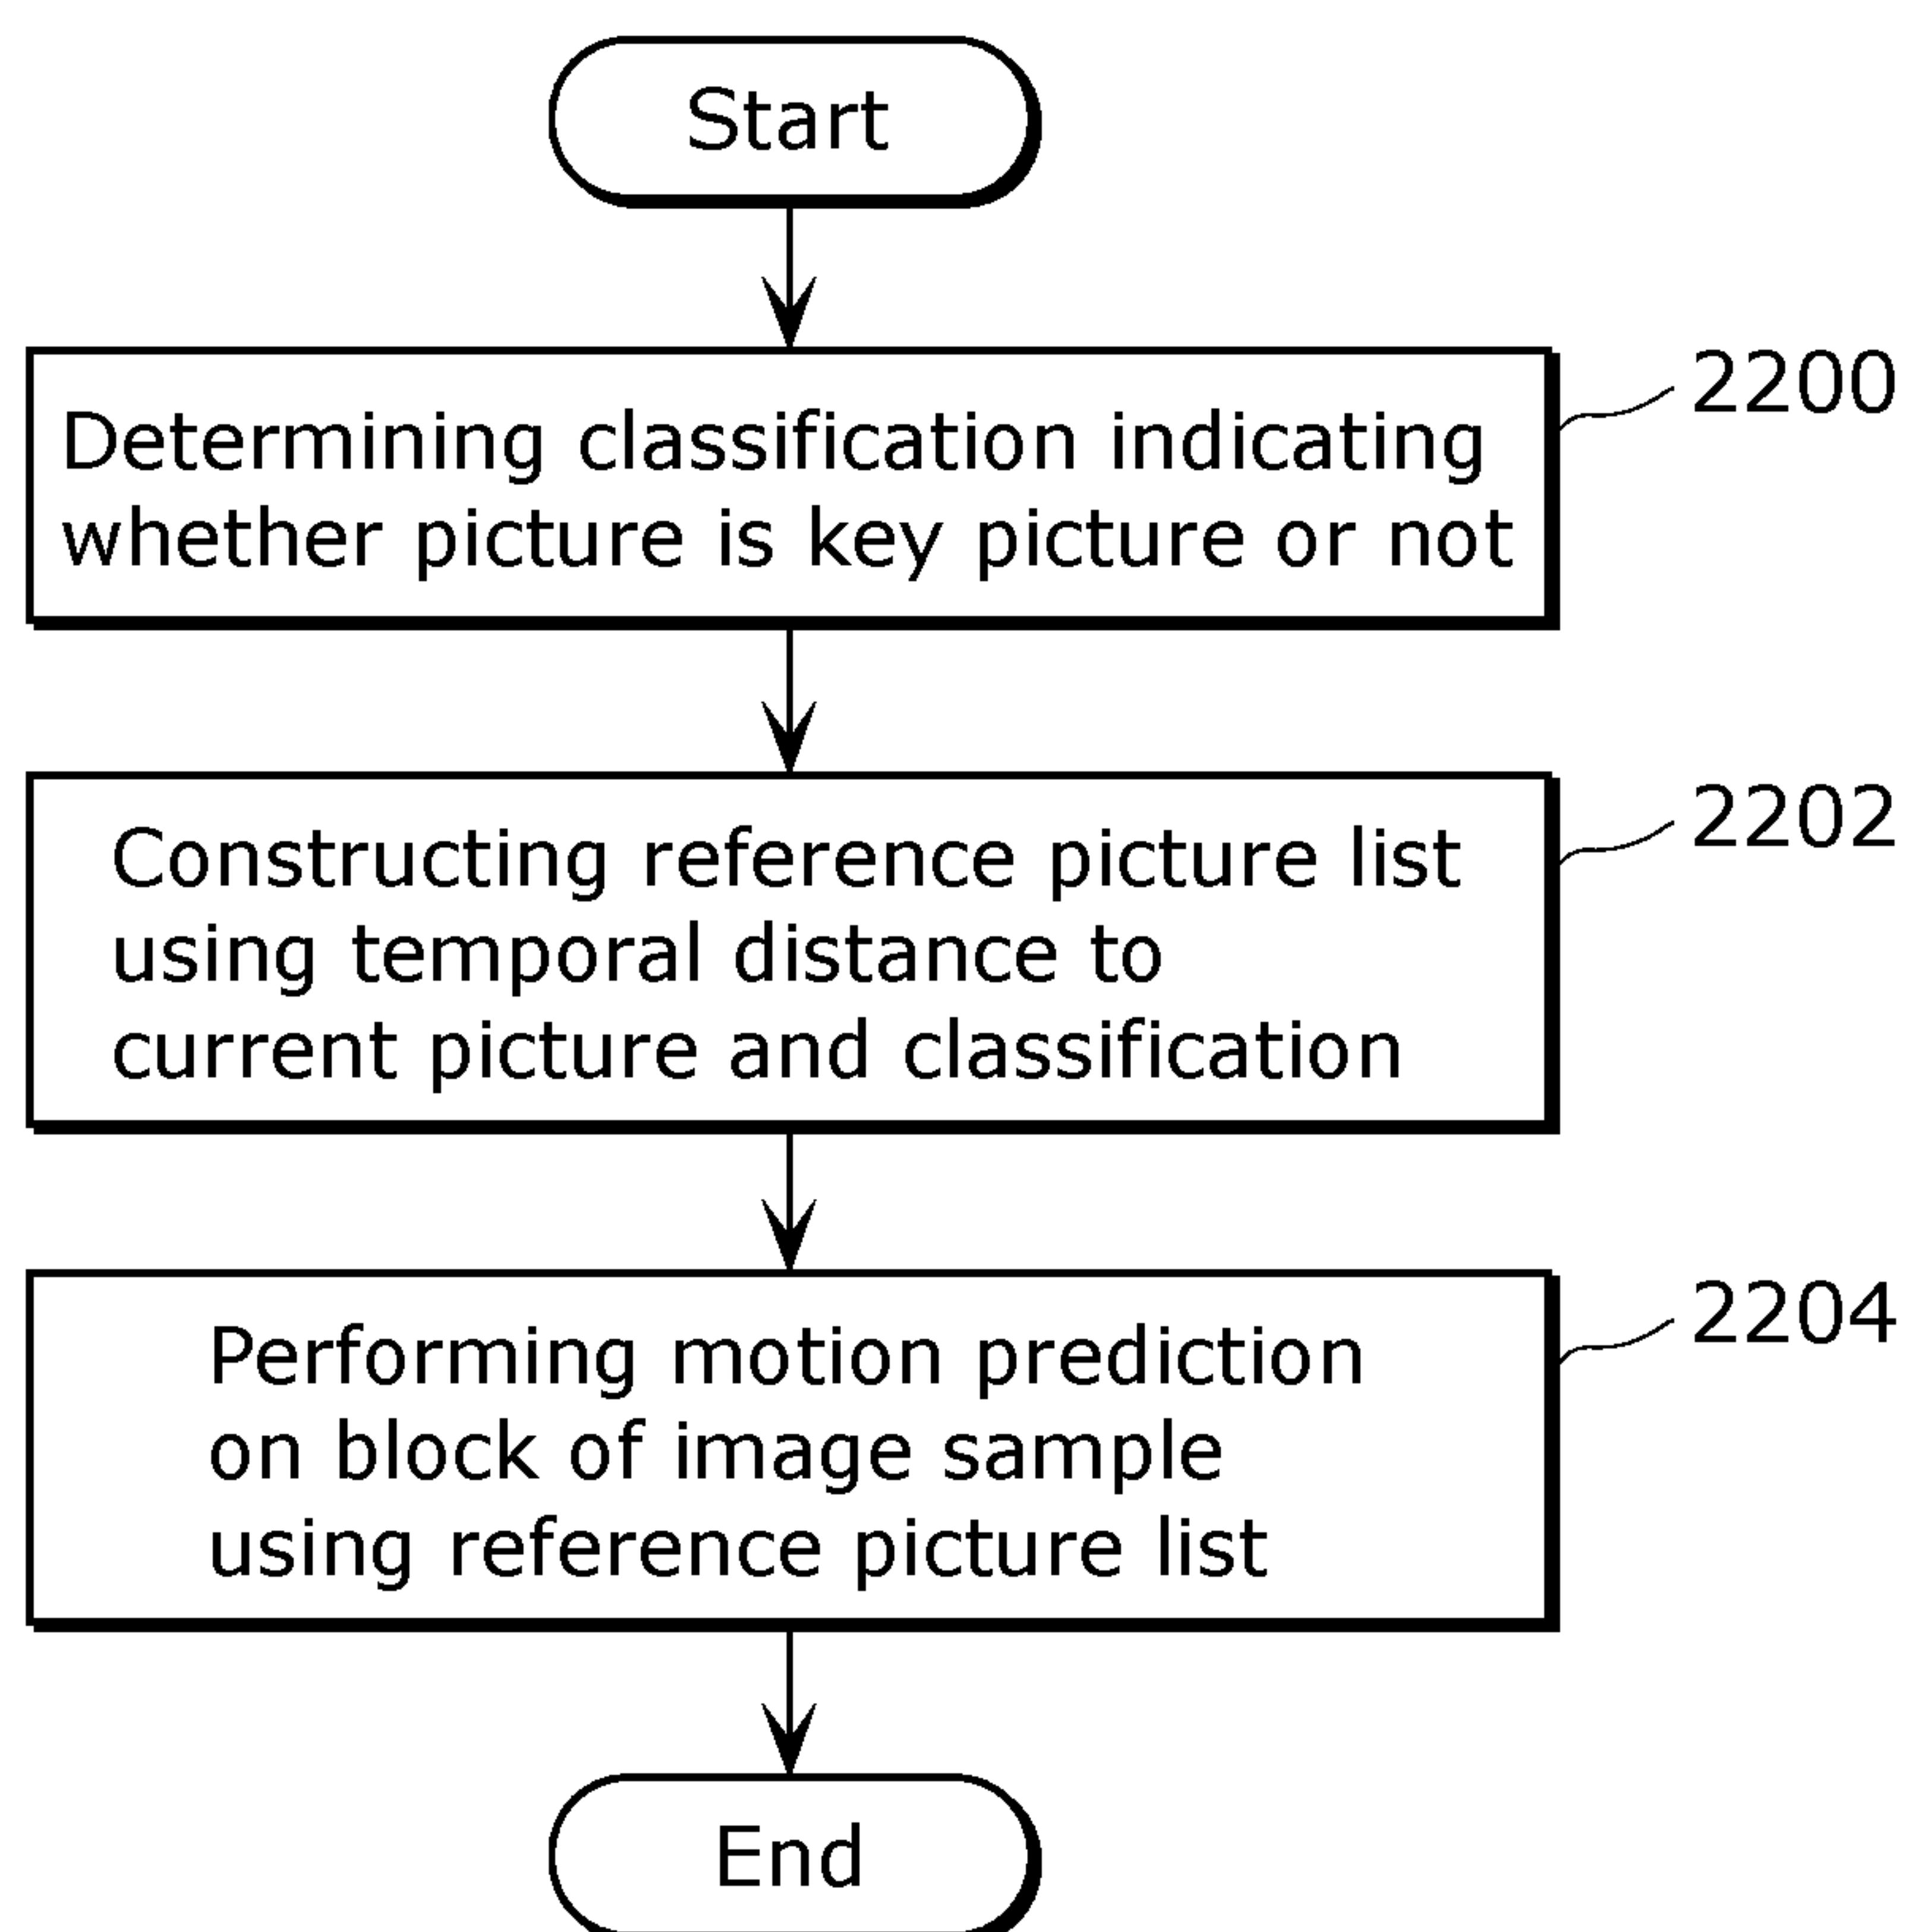 Start
2200
Determining classification indicating
whether picture is key picture or not
2202
Constructing reference picture list
using temporal distance to
current picture and classification
2204
Performing motion prediction
on block of image sample
using reference picture list
End